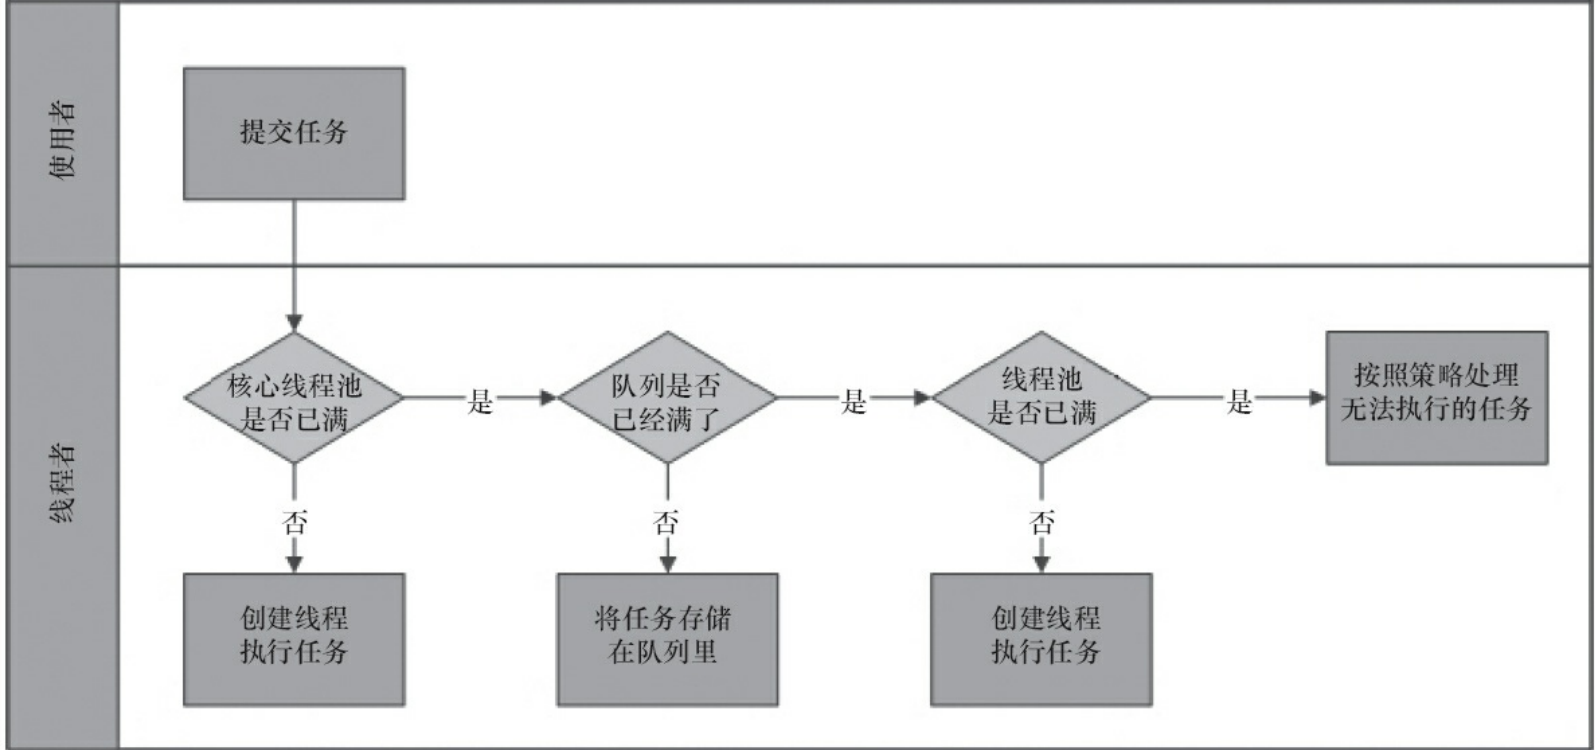 使用者
提交任务
线程者
核心线程池
是否已满
是
队列是否
已经满了
是
线程池
是否已满
是
按照策略处理
无法执行的任务
否
否
否
创建线程
执行任务
将任务存储
在队列里
创建线程
执行任务